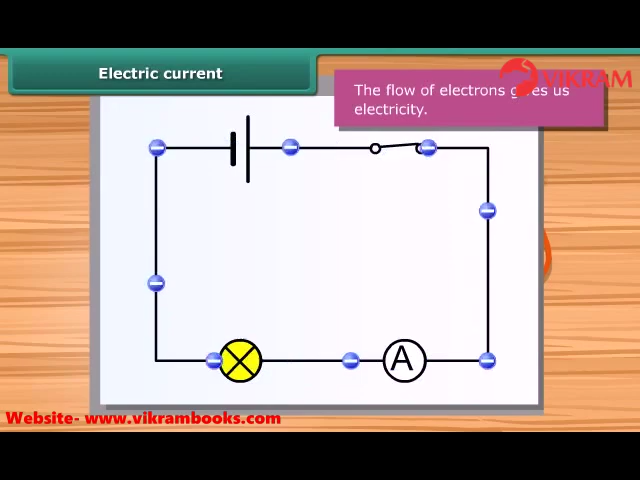 Electric current
VIKRAM
The flow of electrons gives us
electricity.
A
Website- www.vikrambooks.com